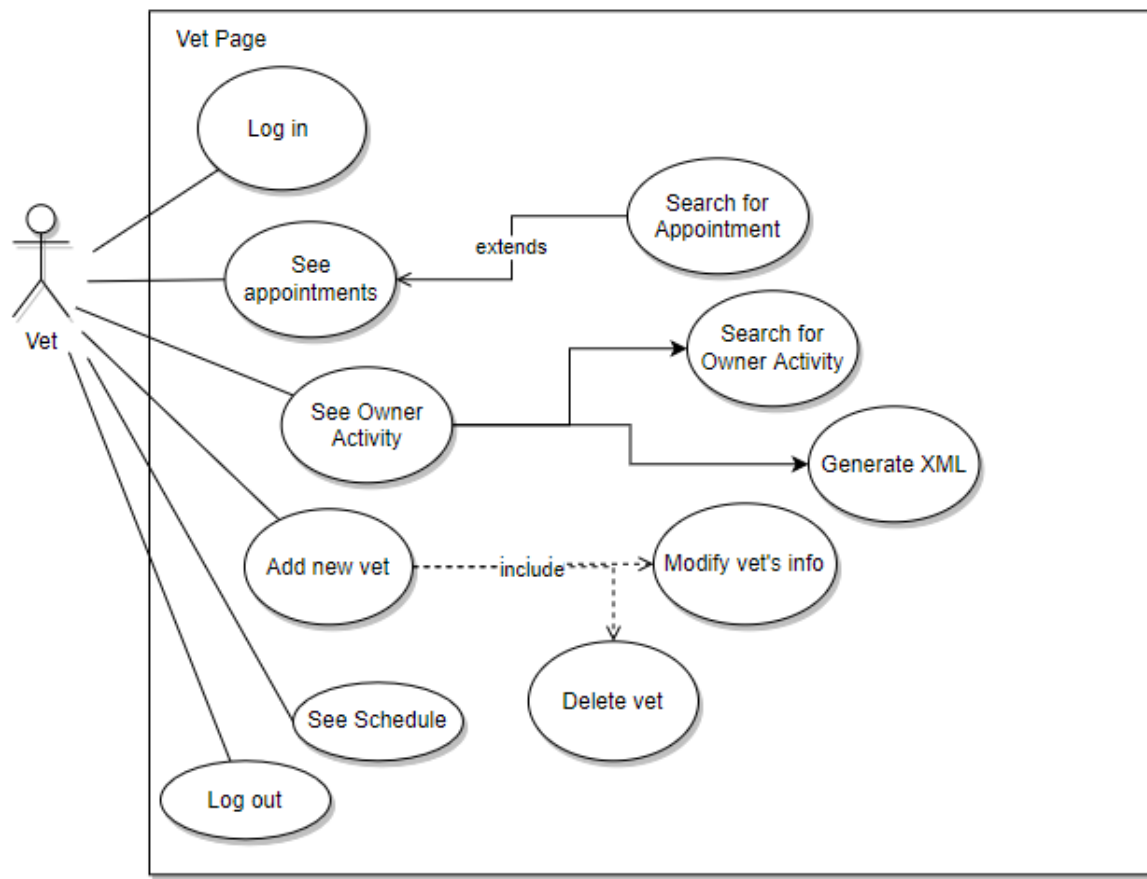 Vet Page
Log in
Search for
Appointment
extends
See
appointments
Vet
Search for
Owner Activity
See Owner
Activity
Generate XML
Add new vet
include
Modify vet's info
Delete vet
See Schedule
Log out